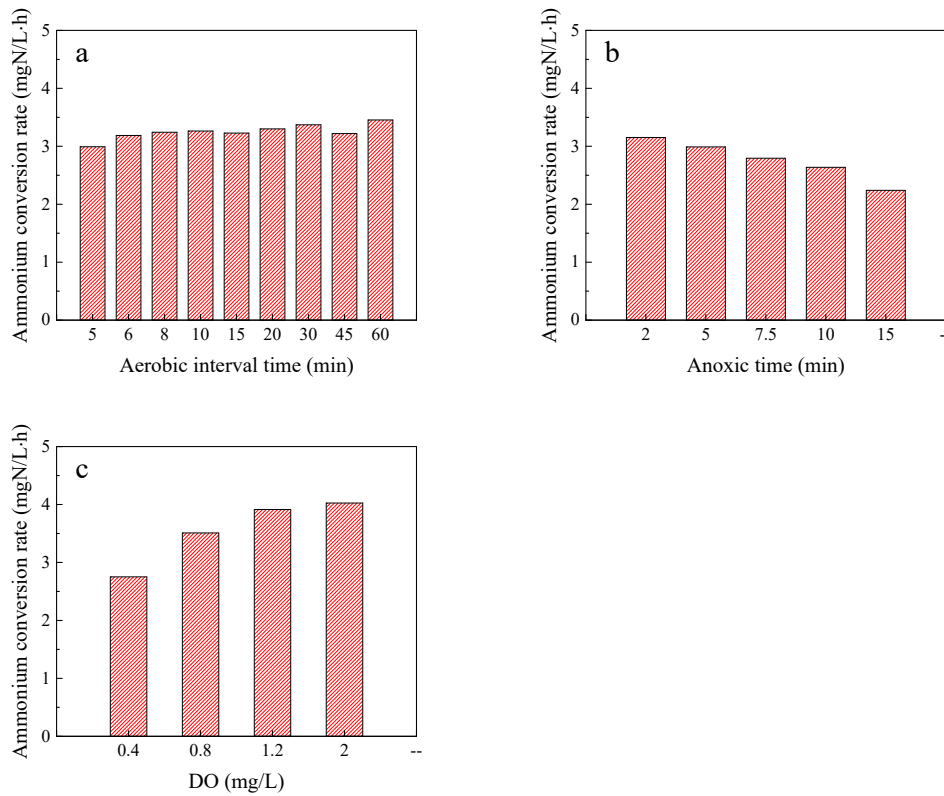 a
Ammonium conversion rate (mgN/L·h)
5
4
3
2
1
0
5 6 8 10 15 20 30 45 60
Aerobic interval time (min)
b
Ammonium conversion rate (mgN/L·h)
5
4
3
2
1
0
2 5 7.5 10 15 -
Anoxic time (min)
c
Ammonium conversion rate (mgN/L·h)
5
4
3
2
1
0
0.4 0.8 1.2 2 --
DO (mg/L)